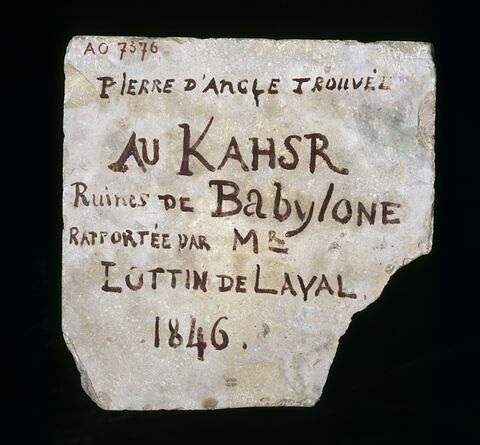 AO 7376
PIERRE D'ANGLE TROUVÉE
AU KAHSR
Ruines DE Babylone
RAPPORTÉE PAR MR
LOTTIN DE LAVAL
1846.